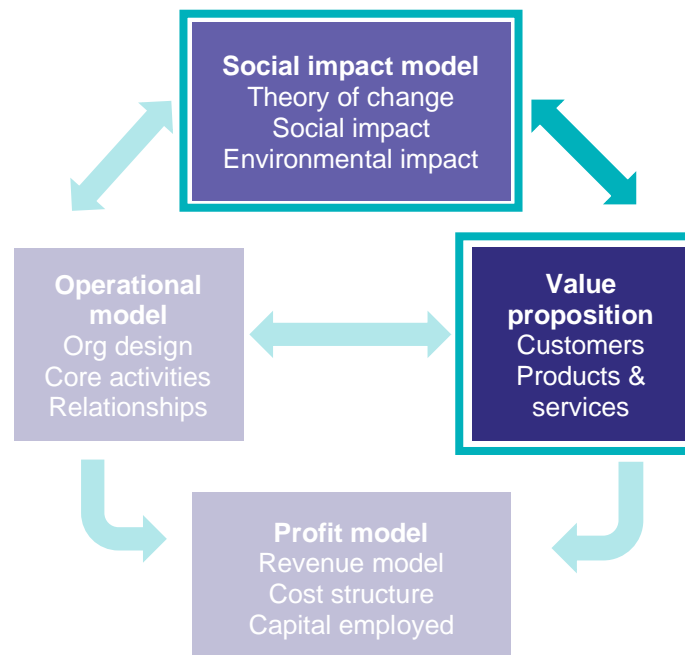 Social impact model
Theory of change
Social impact
Environmental impact
Operational
model
Org design
Core activities
Relationships
Value
proposition
Customers
Products &
services
Profit model
Revenue model
Cost structure
Capital employed